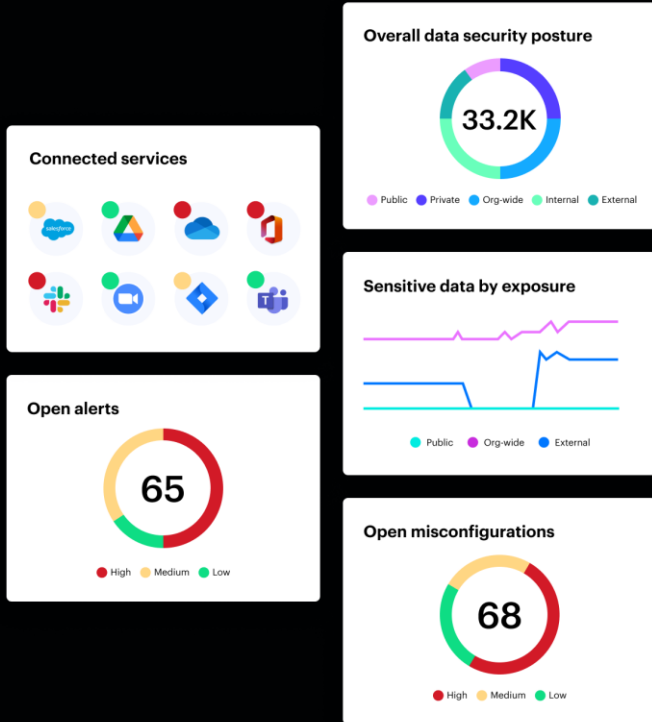 Overall data security posture
33.2K
Public Private Org-wide Internal External
Connected services
salesforce
T
Sensitive data by exposure
Public Org-wide External
Open alerts
65
High Medium Low
Open misconfigurations
68
High Medium Low